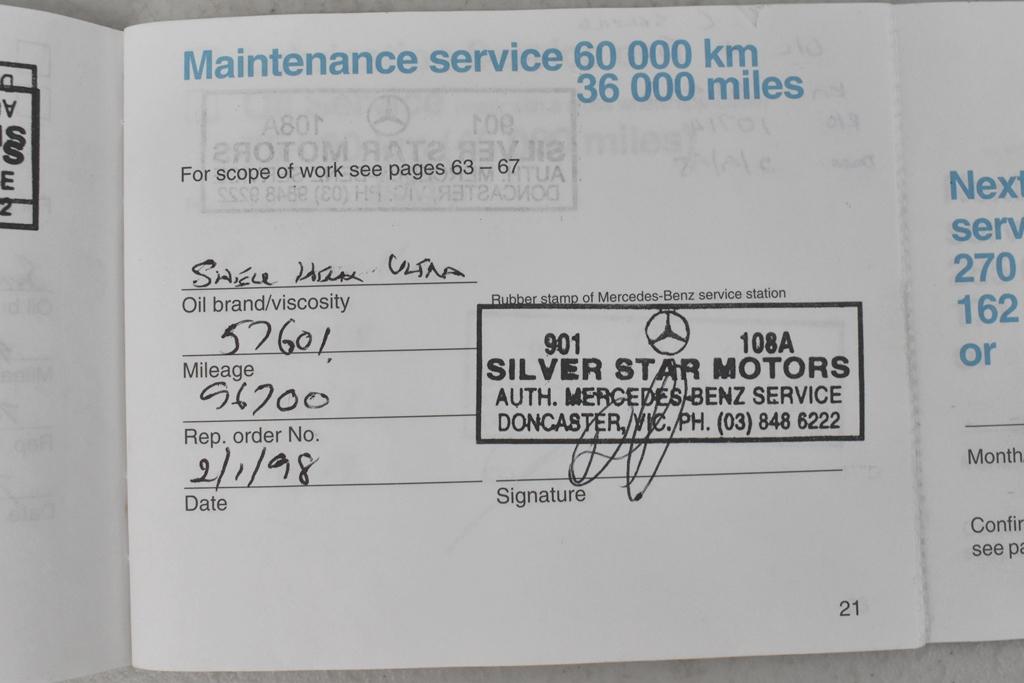 Maintenance service 60 000 km
36 000 miles
For scope of work see pages 63 – 67
SHELL HELIX ULTRA
Oil brand/viscosity
57601
Mileage
96700
Rep. order No.
2/1/98
Date
Rubber stamp of Mercedes-Benz service station
901 108A
SILVER STAR MOTORS
AUTH. MERCEDES-BENZ SERVICE
DONCASTER, VIC. PH. (03) 848 6222
Signature
21
Next
serv
270
162
or
Month
Confir
see pa